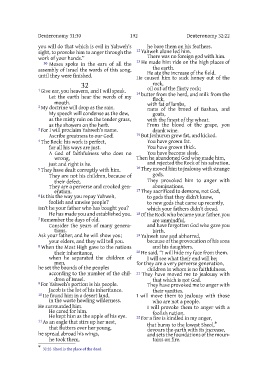 Deuteronomy 31:30 192 Deuteronomy 32:22
you will do that which is evil in Yahweh's
sight, to provoke him to anger through the
work of your hands."
30 Moses spoke in the ears of all the
assembly of Israel the words of this song,
until they were finished.
32
1 Give ear, you heavens, and I will speak.
Let the earth hear the words of my
mouth.
2 My doctrine will drop as the rain.
My speech will condense as the dew,
as the misty rain on the tender grass,
as the showers on the herb.
3 For I will proclaim Yahweh's name.
Ascribe greatness to our God!
4 The Rock: his work is perfect,
for all his ways are just.
A God of faithfulness who does no
wrong,
just and right is he.
5 They have dealt corruptly with him.
They are not his children, because of
their defect.
They are a perverse and crooked gen-
eration.
6 Is this the way you repay Yahweh,
foolish and unwise people?
Isn't he your father who has bought you?
He has made you and established you.
7 Remember the days of old.
Consider the years of many genera-
tions.
Ask your father, and he will show you;
your elders, and they will tell you.
8 When the Most High gave to the nations
their inheritance,
when he separated the children of
men,
he set the bounds of the peoples
according to the number of the chil-
dren of Israel.
9 For Yahweh's portion is his people.
Jacob is the lot of his inheritance.
10 He found him in a desert land,
in the waste howling wilderness.
He surrounded him.
He cared for him.
He kept him as the apple of his eye.
11 As an eagle that stirs up her nest,
that flutters over her young,
he spread abroad his wings,
he took them,
he bore them on his feathers.
12 Yahweh alone led him.
There was no foreign god with him.
13 He made him ride on the high places of
the earth.
He ate the increase of the field.
He caused him to suck honey out of the
rock,
oil out of the flinty rock;
14 butter from the herd, and milk from the
flock,
with fat of lambs,
rams of the breed of Bashan, and
goats,
with the finest of the wheat.
From the blood of the grape, you
drank wine.
15 But Jeshurun grew fat, and kicked.
You have grown fat.
You have grown thick.
You have become sleek.
Then he abandoned God who made him,
and rejected the Rock of his salvation.
16 They moved him to jealousy with strange
gods.
They provoked him to anger with
abominations.
17 They sacrificed to demons, not God,
to gods that they didn't know,
to new gods that came up recently,
which your fathers didn't dread.
18 Of the Rock who became your father, you
are unmindful,
and have forgotten God who gave you
birth.
19 Yahweh saw and abhorred,
because of the provocation of his sons
and his daughters.
20 He said, "I will hide my face from them.
I will see what their end will be;
for they are a very perverse generation,
children in whom is no faithfulness.
21 They have moved me to jealousy with
that which is not God.
They have provoked me to anger with
their vanities.
I will move them to jealousy with those
who are not a people.
I will provoke them to anger with a
foolish nation.
22 For a fire is kindled in my anger,
that burns to the lowest Sheol,*
devours the earth with its increase,
and sets the foundations of the moun-
tains on fire.
* 32:22 Sheol is the place of the dead.